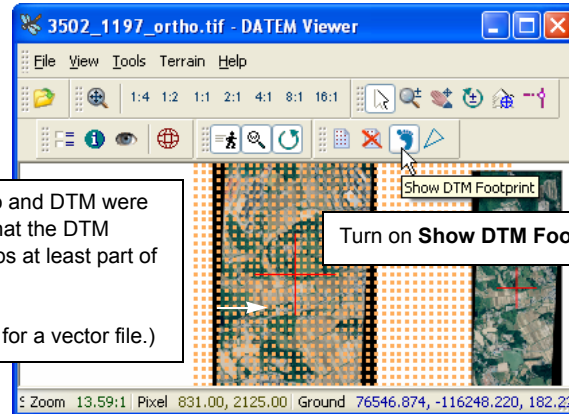 3502_1197_ortho.tif - DATEM Viewer
File View Tools Terrain Help
1:4 1:2 1:1 2:1 4:1 8:1 16:1
Show DTM Footprint
and DTM were
hat the DTM
os at least part of
for a vector file.)
Turn on Show DTM Foo
Zoom 13.59:1 Pixel 831.00, 2125.00 Ground 76546.874, -116248.220, 182.23